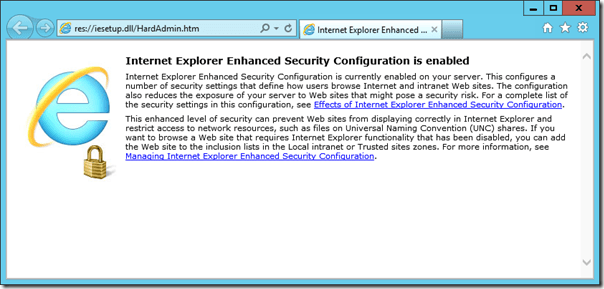 res://iesetup.dll/HardAdmin.htm
Internet Explorer Enhanced ...
Internet Explorer Enhanced Security Configuration is enabled
Internet Explorer Enhanced Security Configuration is currently enabled on your server. This configures a
number of security settings that define how users browse Internet and intranet Web sites. The configuration
also reduces the exposure of your server to Web sites that might pose a security risk. For a complete list of
the security settings in this configuration, see Effects of Internet Explorer Enhanced Security Configuration.
This enhanced level of security can prevent Web sites from displaying correctly in Internet Explorer and
restrict access to network resources, such as files on Universal Naming Convention (UNC) shares. If you
want to browse a Web site that requires Internet Explorer functionality that has been disabled, you can add
the Web site to the inclusion lists in the Local intranet or Trusted sites zones. For more information, see
Managing Internet Explorer Enhanced Security Configuration.